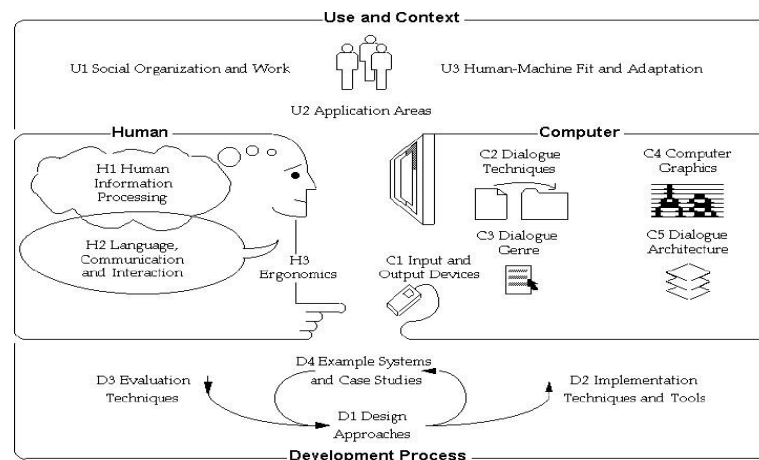 Use and Context
U1 Social Organization and Work
U3 Human-Machine Fit and Adaptation
U2 Application Areas
Human
Computer
H1 Human
Information
Processing
H2 Language,
Communication
and Interaction
H3
Ergonomics
C2 Dialogue
Techniques
C4 Computer
Graphics
Aa
C3 Dialogue
Genre
C5 Dialogue
Architecture
C1 Input and
Output Devices
D3 Evaluation
Techniques
D4 Example Systems
and Case Studies
D2 Implementation
Techniques and Tools
D1 Design
Approaches
Development Process